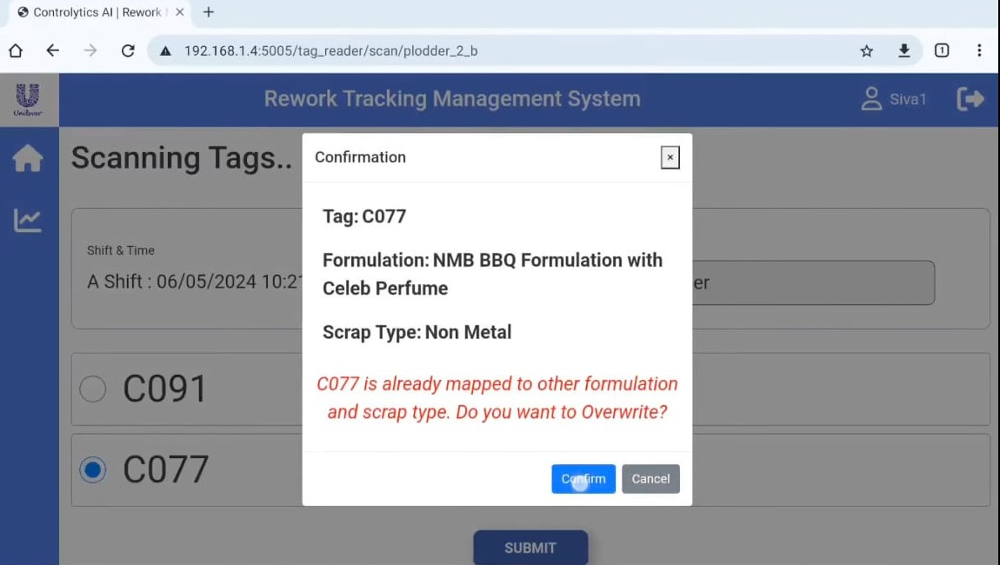 Controlytics AI | Rework
192.168.1.4:5005/tag_reader/scan/plodder_2_b
1
Unilever
Rework Tracking Management System
Siva1
Scanning Tags..
Confirmation
×
Tag: C077
Formulation: NMB BBQ Formulation with
Celeb Perfume
Scrap Type: Non Metal
C077 is already mapped to other formulation
and scrap type. Do you want to Overwrite?
Confirm
Cancel
Shift & Time
A Shift : 06/05/2024 10:2
er
C091
C077
SUBMIT